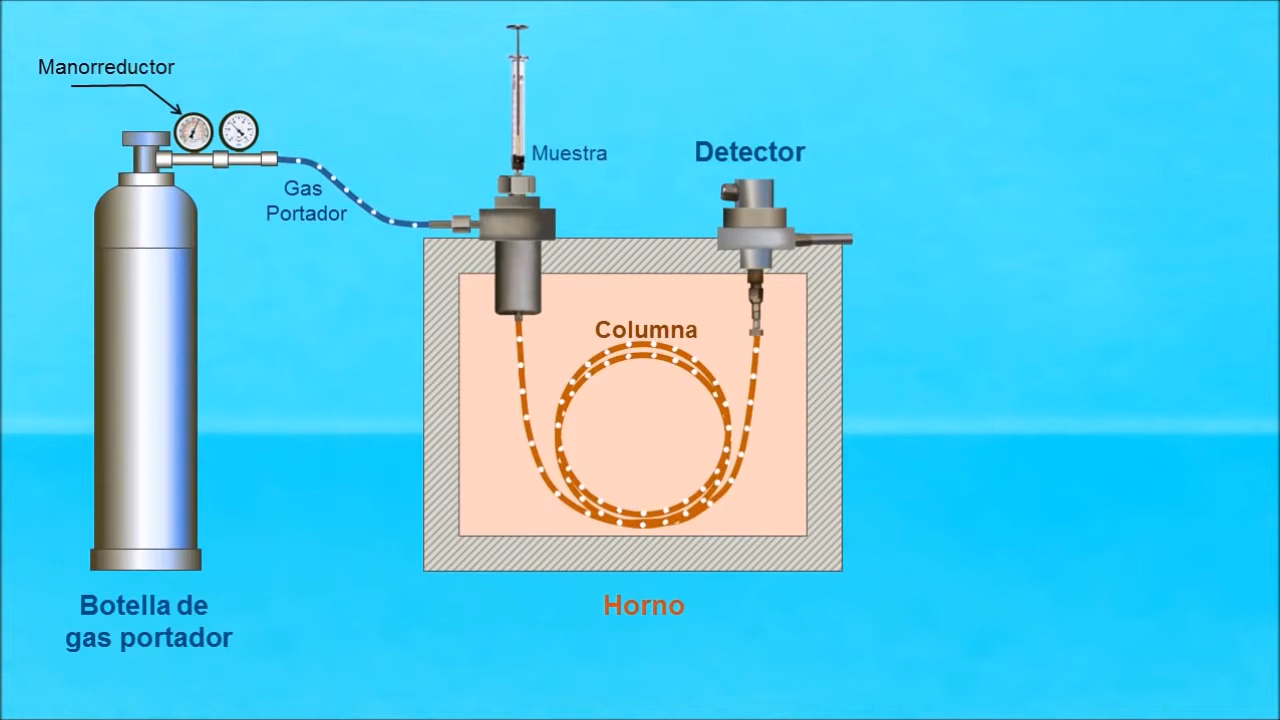 Manorreductor
Muestra
Detector
Gas
Portador
Columna
Botella de
gas portador
Horno